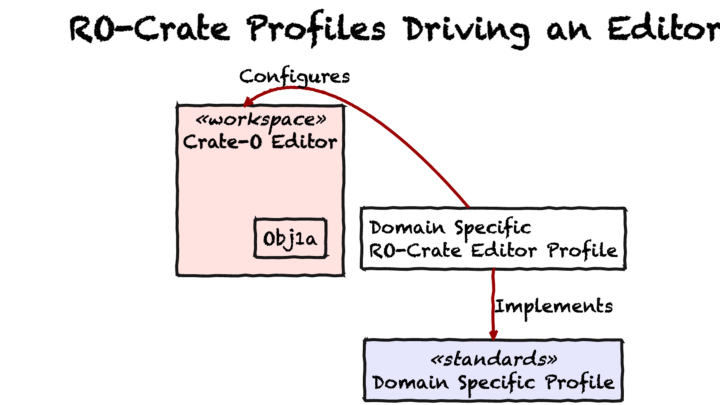 RO-Crate Profiles Driving an Editor
Configures
«workspace»
Crate-O Editor
Obj1a
Domain Specific
RO-Crate Editor Profile
Implements
«standards»
Domain Specific Profile